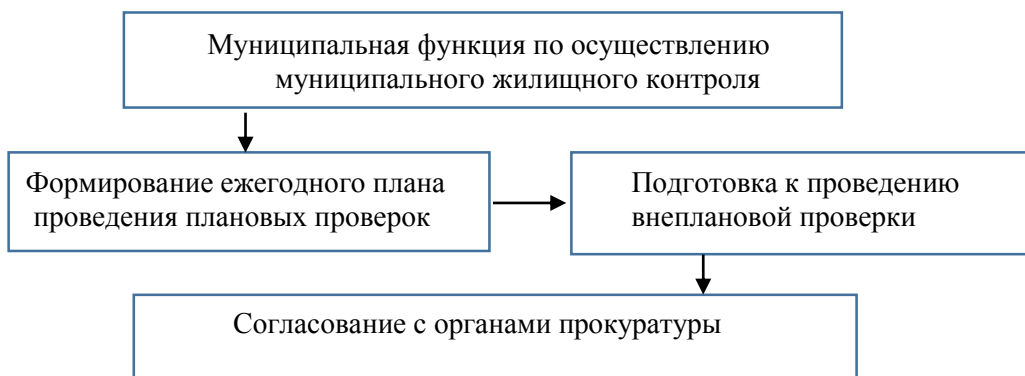 Муниципальная функция по осуществлению
муниципального жилищного контроля
Формирование ежегодного плана
проведения плановых проверок
Подготовка к проведению
внеплановой проверки
Согласование с органами прокуратуры